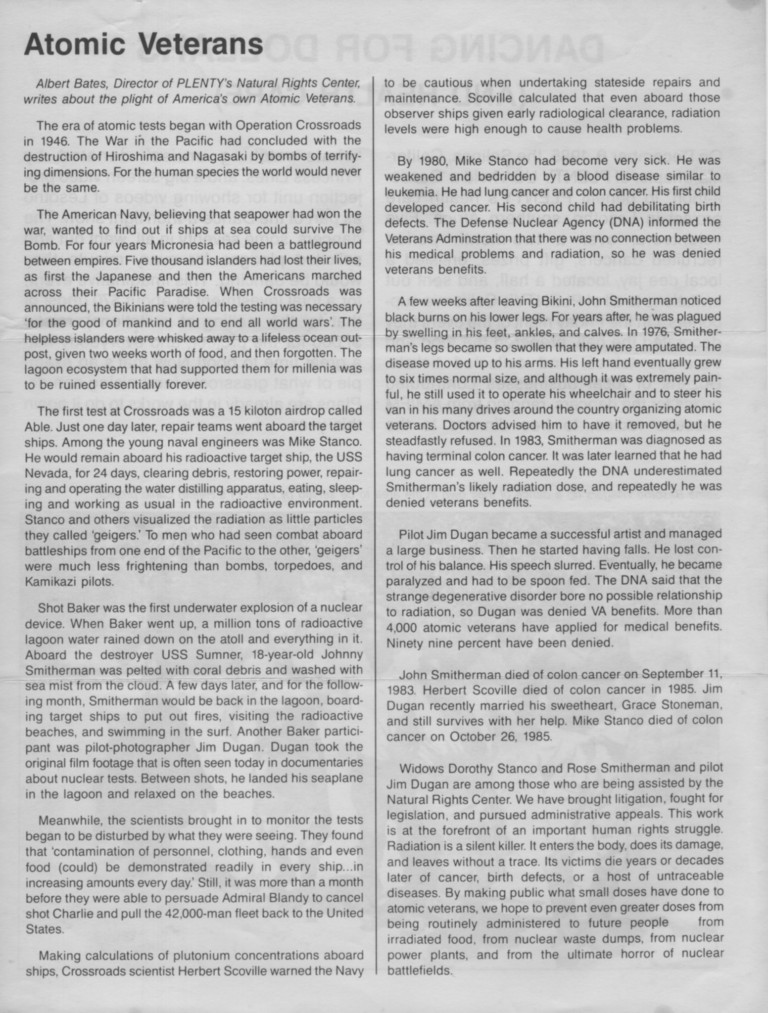 Atomic Veterans
Albert Bates, Director of PLENTY's Natural Rights Center,
writes about the plight of America's own Atomic Veterans.
The era of atomic tests began with Operation Crossroads
in 1946. The War in the Pacific had concluded with the
destruction of Hiroshima and Nagasaki by bombs of terrify-
ing dimensions. For the human species the world would never
be the same.
The American Navy, believing that seapower had won the
war, wanted to find out if ships at sea could survive The
Bomb. For four years Micronesia had been a battleground
between empires. Five thousand islanders had lost their lives,
as first the Japanese and then the Americans marched
across their Pacific Paradise. When Crossroads was
announced, the Bikinians were told the testing was necessary
'for the good of mankind and to end all world wars'. The
helpless islanders were whisked away to a lifeless ocean out-
post, given two weeks worth of food, and then forgotten. The
lagoon ecosystem that had supported them for millenia was
to be ruined essentially forever.
The first test at Crossroads was a 15 kiloton airdrop called
Able. Just one day later, repair teams went aboard the target
ships. Among the young naval engineers was Mike Stanco.
He would remain aboard his radioactive target ship, the USS
Nevada, for 24 days, clearing debris, restoring power, repair-
ing and operating the water distilling apparatus, eating, sleep-
ing and working as usual in the radioactive environment.
Stanco and others visualized the radiation as little particles
they called 'geigers.' To men who had seen combat aboard
battleships from one end of the Pacific to the other, 'geigers'
were much less frightening than bombs, torpedoes, and
Kamikazi pilots.
Shot Baker was the first underwater explosion of a nuclear
device. When Baker went up, a million tons of radioactive
lagoon water rained down on the atoll and everything in it.
Aboard the destroyer USS Sumner, 18-year-old Johnny
Smitherman was pelted with coral debris and washed with
sea mist from the cloud. A few days later, and for the follow-
ing month, Smitherman would be back in the lagoon, board-
ing target ships to put out fires, visiting the radioactive
beaches, and swimming in the surf. Another Baker partici-
pant was pilot-photographer Jim Dugan. Dugan took the
original film footage that is often seen today in documentaries
about nuclear tests. Between shots, he landed his seaplane
in the lagoon and relaxed on the beaches.
Meanwhile, the scientists brought in to monitor the tests
began to be disturbed by what they were seeing. They found
that 'contamination of personnel, clothing, hands and even
food (could) be demonstrated readily in every ship...in
increasing amounts every day.' Still, it was more than a month
before they were able to persuade Admiral Blandy to cancel
shot Charlie and pull the 42,000-man fleet back to the United
States.
Making calculations of plutonium concentrations aboard
ships, Crossroads scientist Herbert Scoville warned the Navy
to be cautious when undertaking stateside repairs and
maintenance. Scoville calculated that even aboard those
observer ships given early radiological clearance, radiation
levels were high enough to cause health problems.
By 1980, Mike Stanco had become very sick. He was
weakened and bedridden by a blood disease similar to
leukemia. He had lung cancer and colon cancer. His first child
developed cancer. His second child had debilitating birth
defects. The Defense Nuclear Agency (DNA) informed the
Veterans Adminstration that there was no connection between
his medical problems and radiation, so he was denied
veterans benefits.
A few weeks after leaving Bikini, John Smitherman noticed
black burns on his lower legs. For years after, he was plagued
by swelling in his feet, ankles, and calves. In 1976, Smither-
man's legs became so swollen that they were amputated. The
disease moved up to his arms. His left hand eventually grew
to six times normal size, and although it was extremely pain-
ful, he still used it to operate his wheelchair and to steer his
van in his many drives around the country organizing atomic
veterans. Doctors advised him to have it removed, but he
steadfastly refused. In 1983, Smitherman was diagnosed as
having terminal colon cancer. It was later learned that he had
lung cancer as well. Repeatedly the DNA underestimated
Smitherman's likely radiation dose, and repeatedly he was
denied veterans benefits.
Pilot Jim Dugan became a successful artist and managed
a large business. Then he started having falls. He lost con-
trol of his balance. His speech slurred. Eventually, he became
paralyzed and had to be spoon fed. The DNA said that the
strange degenerative disorder bore no possible relationship
to radiation, so Dugan was denied VA benefits. More than
4,000 atomic veterans have applied for medical benefits.
Ninety nine percent have been denied.
John Smitherman died of colon cancer on September 11,
1983. Herbert Scoville died of colon cancer in 1985. Jim
Dugan recently married his sweetheart, Grace Stoneman,
and still survives with her help. Mike Stanco died of colon
cancer on October 26, 1985.
Widows Dorothy Stanco and Rose Smitherman and pilot
Jim Dugan are among those who are being assisted by the
Natural Rights Center. We have brought litigation, fought for
legislation, and pursued administrative appeals. This work
is at the forefront of an important human rights struggle.
Radiation is a silent killer. It enters the body, does its damage,
and leaves without a trace. Its victims die years or decades
later of cancer, birth defects, or a host of untraceable
diseases. By making public what small doses have done to
atomic veterans, we hope to prevent even greater doses from
being routinely administered to future people from
irradiated food, from nuclear waste dumps, from nuclear
power plants, and from the ultimate horror of nuclear
battlefields.